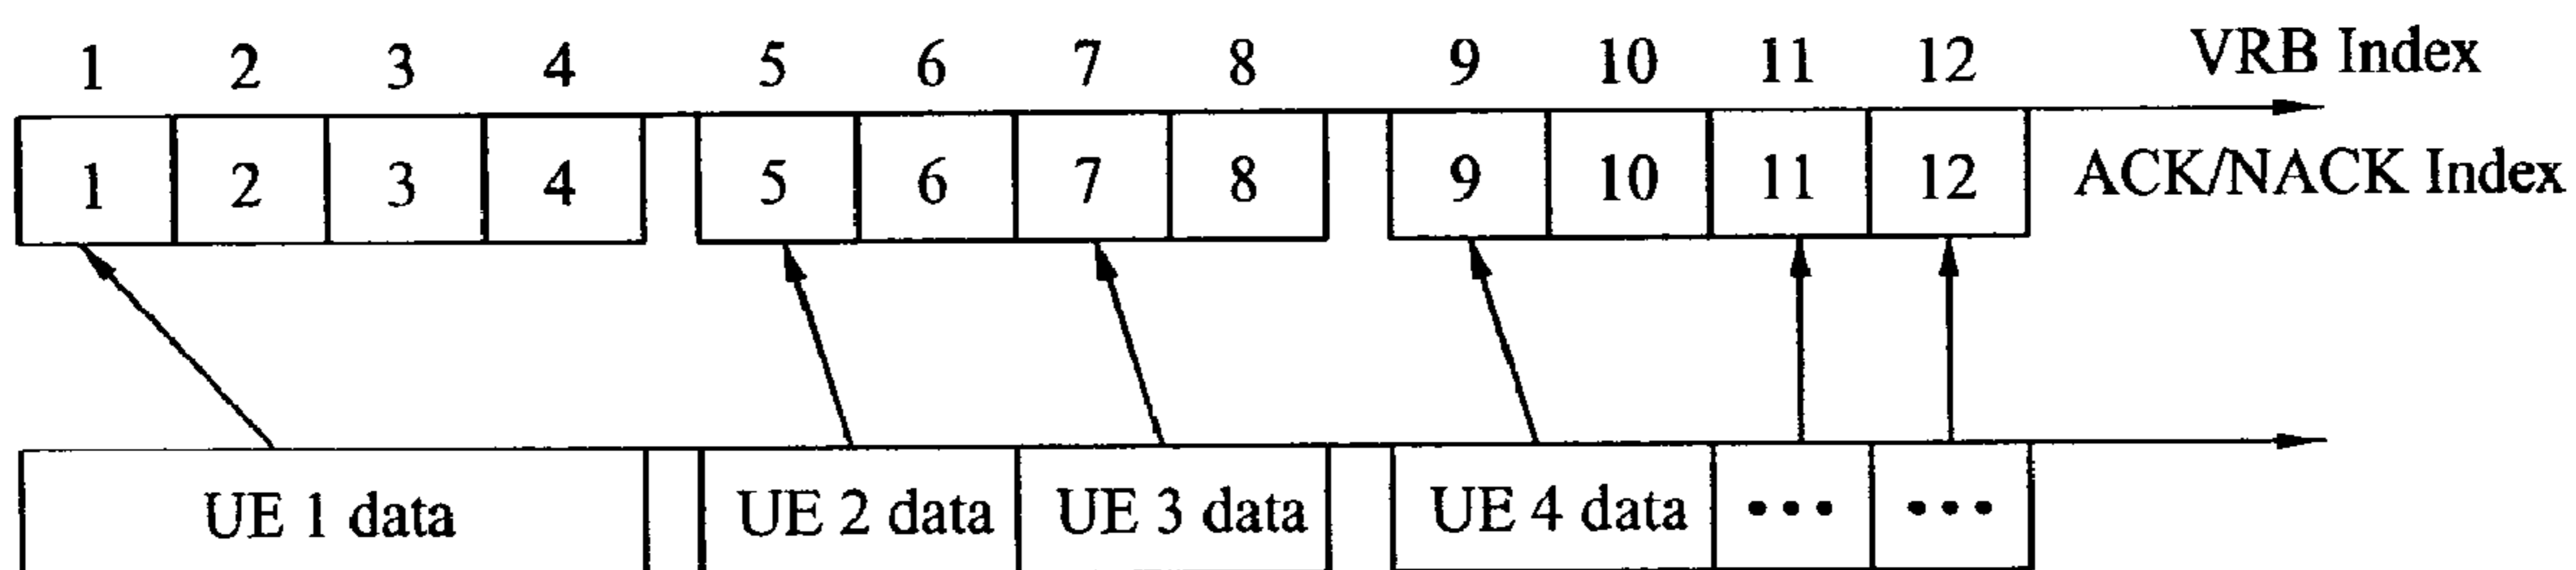 1 2 3 4 5 6 7 8 9 10 11 12 VRB Index
1 2 3 4 5 6 7 8 9 10 11 12 ACK/NACK Index
UE 1 data UE 2 data UE 3 data UE 4 data ••• •••